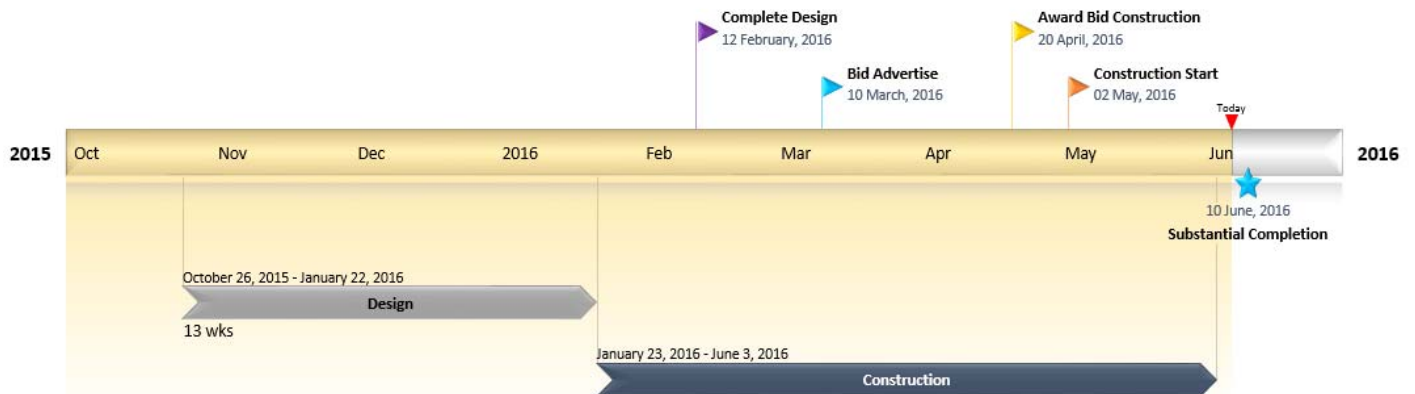 Complete Design
12 February, 2016
Award Bid Construction
20 April, 2016
Bid Advertise
10 March, 2016
Construction Start
02 May, 2016
Today
2015 Oct Nov Dec 2016 Feb Mar Apr May Jun 2016
10 June, 2016
Substantial Completion
October 26, 2015 - January 22, 2016
Design
13 wks
January 23, 2016 - June 3, 2016
Construction